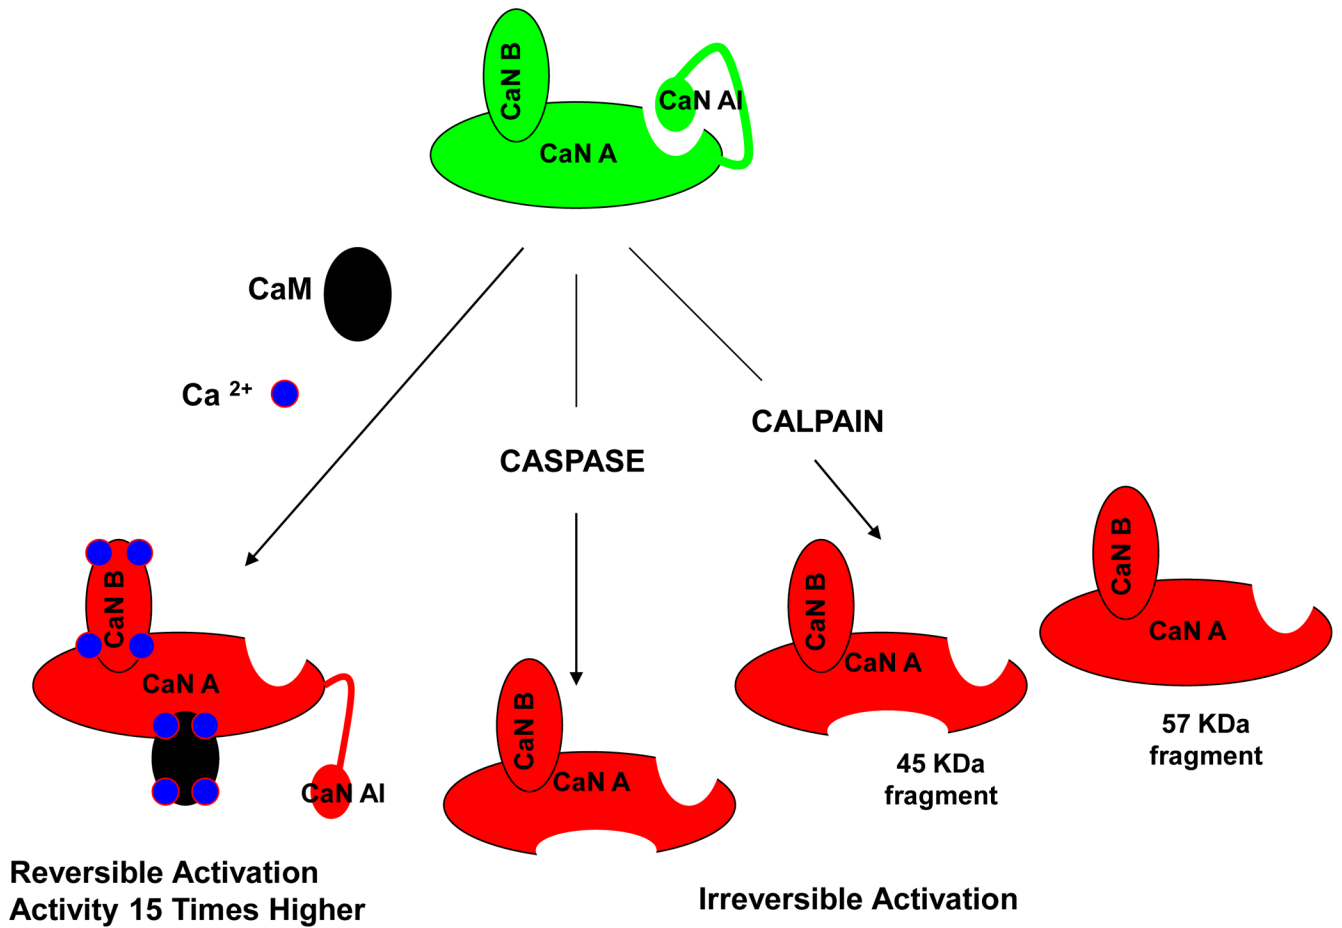 CaN B
CaN AI
CaN A
CaM
Ca 2+
CALPAIN
CASPASE
CaN B
CaN A
CaN AI
Reversible Activation
Activity 15 Times Higher
CaN B
CaN A
CaN B
CaN A
45 KDa
fragment
CaN B
CaN A
57 KDa
fragment
Irreversible Activation